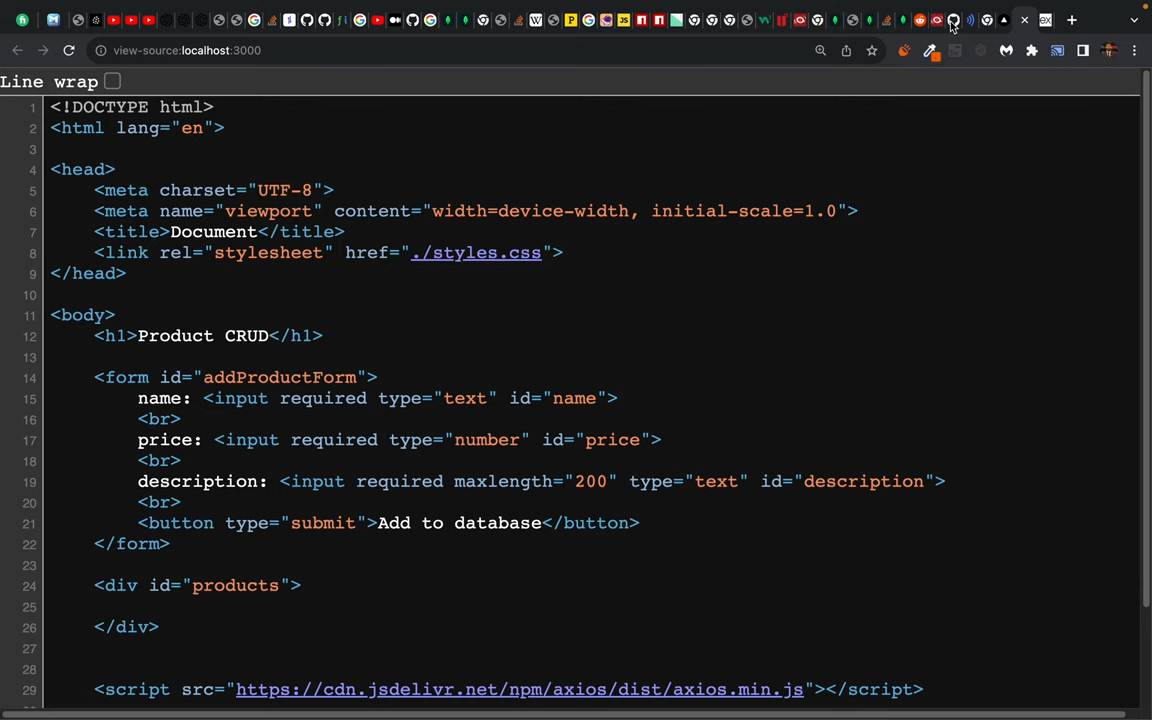 view-source:localhost:3000
Line wrap
1 <!DOCTYPE html>
2 <html lang="en">
3
4 <head>
5 <meta charset="UTF-8">
6 <meta name="viewport" content="width=device-width, initial-scale=1.0">
7 <title>Document</title>
8 <link rel="stylesheet" href="./styles.css">
9 </head>
10
11 <body>
12 <h1>Product CRUD</h1>
13
14 <form id="addProductForm">
15 name: <input required type="text" id="name">
16 <br>
17 price: <input required type="number" id="price">
18 <br>
19 description: <input required maxlength="200" type="text" id="description">
20 <br>
21 <button type="submit">Add to database</button>
22 </form>
23
24 <div id="products">
25
26 </div>
27
28
29 <script src="https://cdn.jsdelivr.net/npm/axios/dist/axios.min.js"></script>